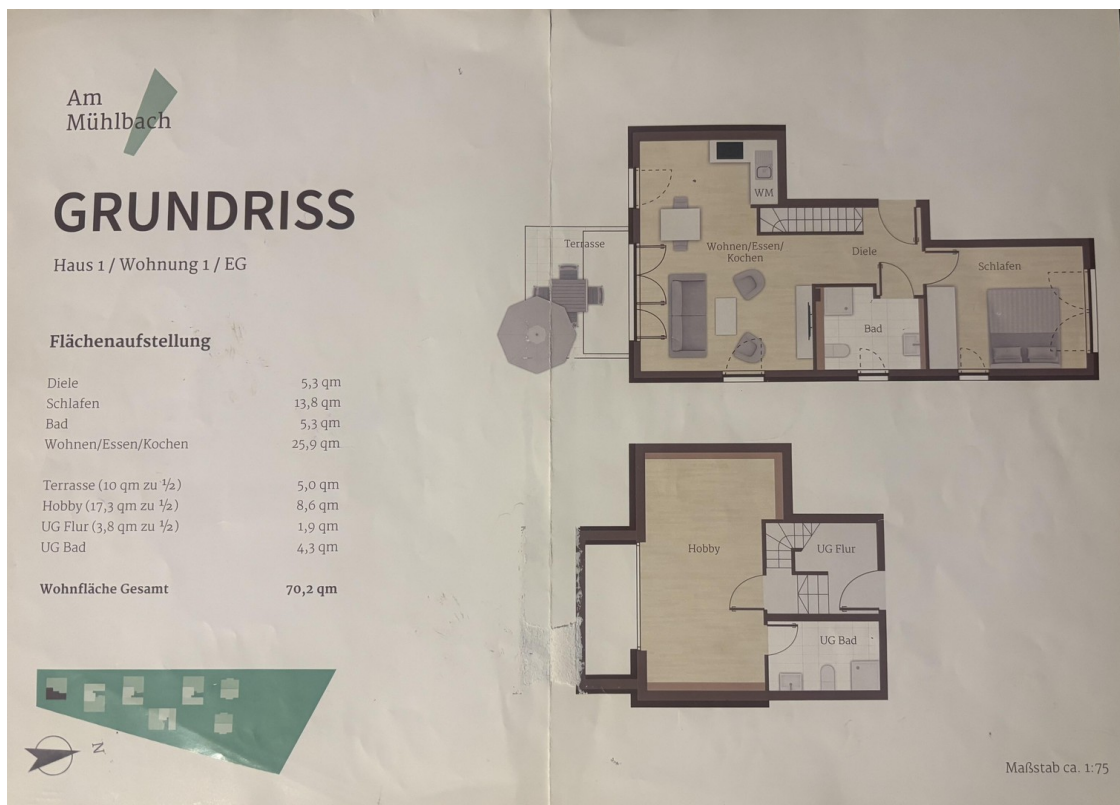 Am
Mühlbach
GRUNDRISS
Haus 1 / Wohnung 1 / EG
Flächenaufstellung
Diele 5,3 qm
Schlafen 13,8 qm
Bad 5,3 qm
Wohnen/Essen/Kochen 25,9 qm
Terrasse (10 qm zu ½) 5,0 qm
Hobby (17,3 qm zu ½) 8,6 qm
UG Flur (3,8 qm zu ½) 1,9 qm
UG Bad 4,3 qm
Wohnfläche Gesamt 70,2 qm
N
WM
Terrasse
Wohnen/Essen/
Kochen
Diele
Schlafen
Bad
Hobby
UG Flur
UG Bad
Maßstab ca. 1:75